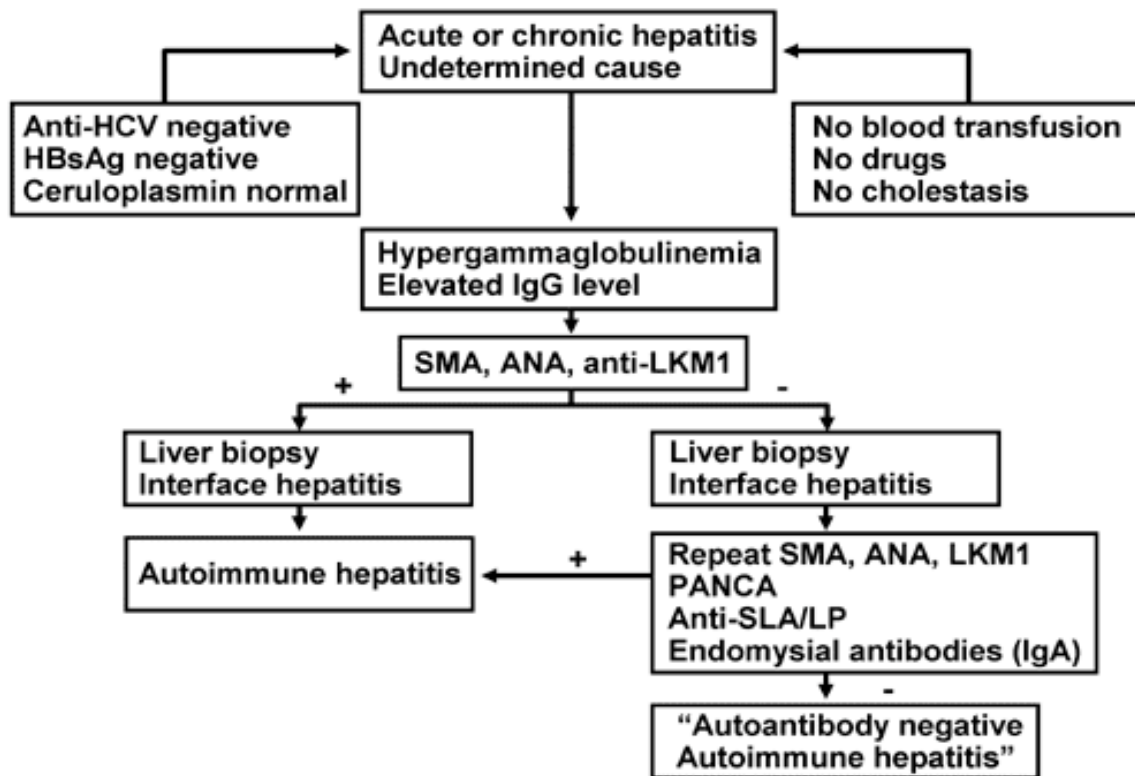 Acute or chronic hepatitis
Undetermined cause
Anti-HCV negative
HBsAg negative
Ceruloplasmin normal
No blood transfusion
No drugs
No cholestasis
Hypergammaglobulinemia
Elevated IgG level
SMA, ANA, anti-LKM1
+
-
Liver biopsy
Interface hepatitis
Liver biopsy
Interface hepatitis
Autoimmune hepatitis
+
Repeat SMA, ANA, LKM1
PANCA
Anti-SLA/LP
Endomysial antibodies (IgA)
-
“Autoantibody negative
Autoimmune hepatitis”